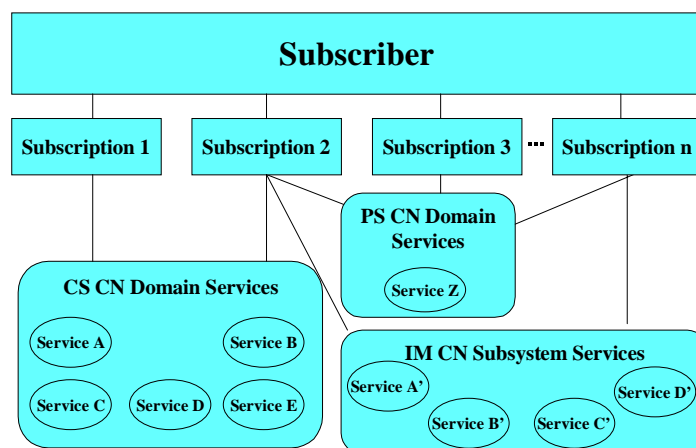 Subscriber
Subscription 1
Subscription 2
Subscription 3
...
Subscription n
PS CN Domain
Services
Service Z
CS CN Domain Services
Service A
Service B
Service C
Service D
Service E
IM CN Subsystem Services
Service A’
Service B’
Service C’
Service D’